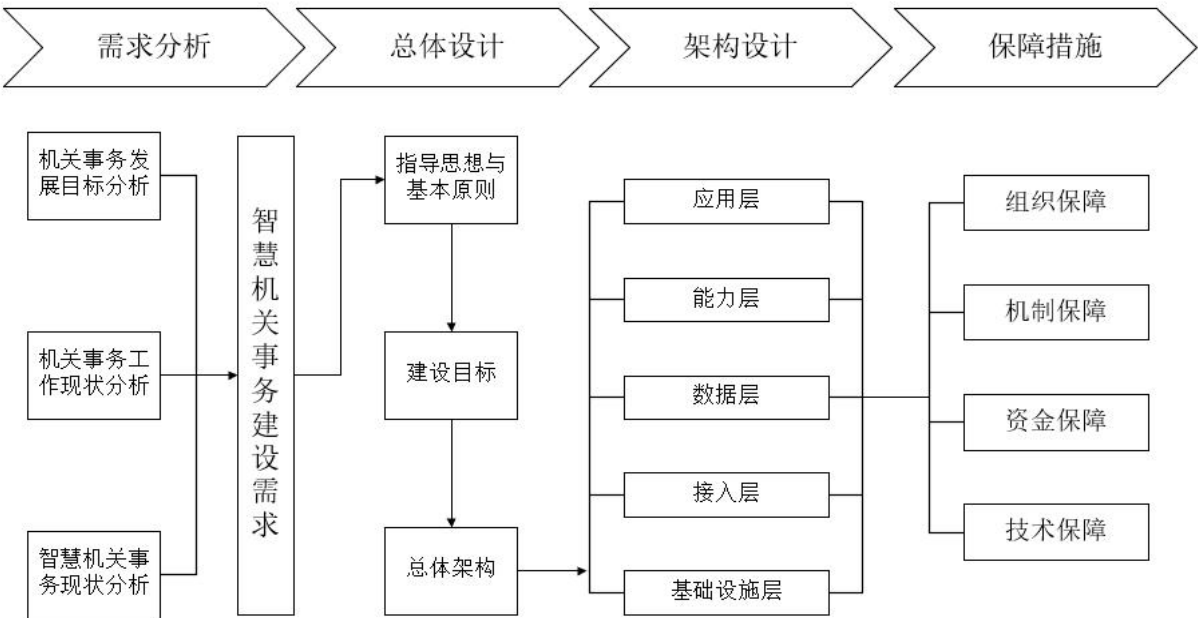 需求分析
总体设计
架构设计
保障措施
机关事务发
展目标分析
机关事务工
作现状分析
智慧机关事
务现状分析
智慧机关事务建设需求
指导思想与
基本原则
建设目标
总体架构
应用层
能力层
数据层
接入层
基础设施层
组织保障
机制保障
资金保障
技术保障